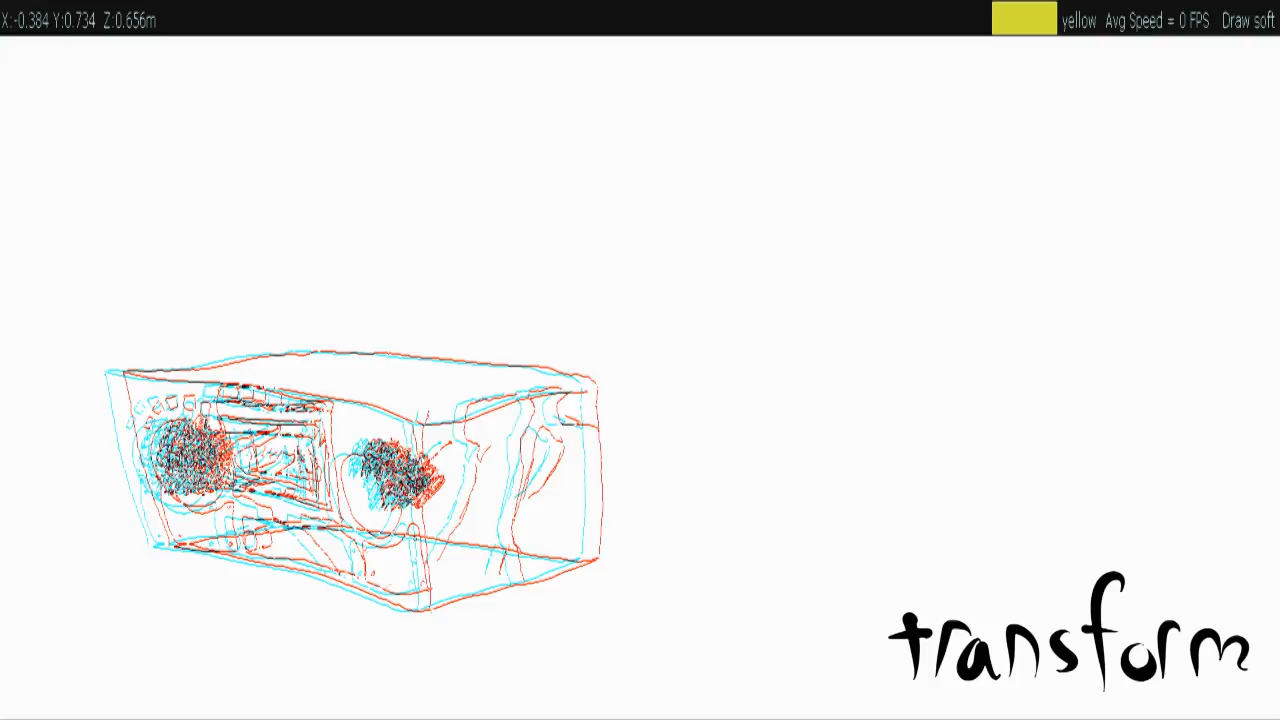 X:-0.384 Y:0.734 Z:0.656m
yellow Avg Speed = 0 FPS Draw soft
transform